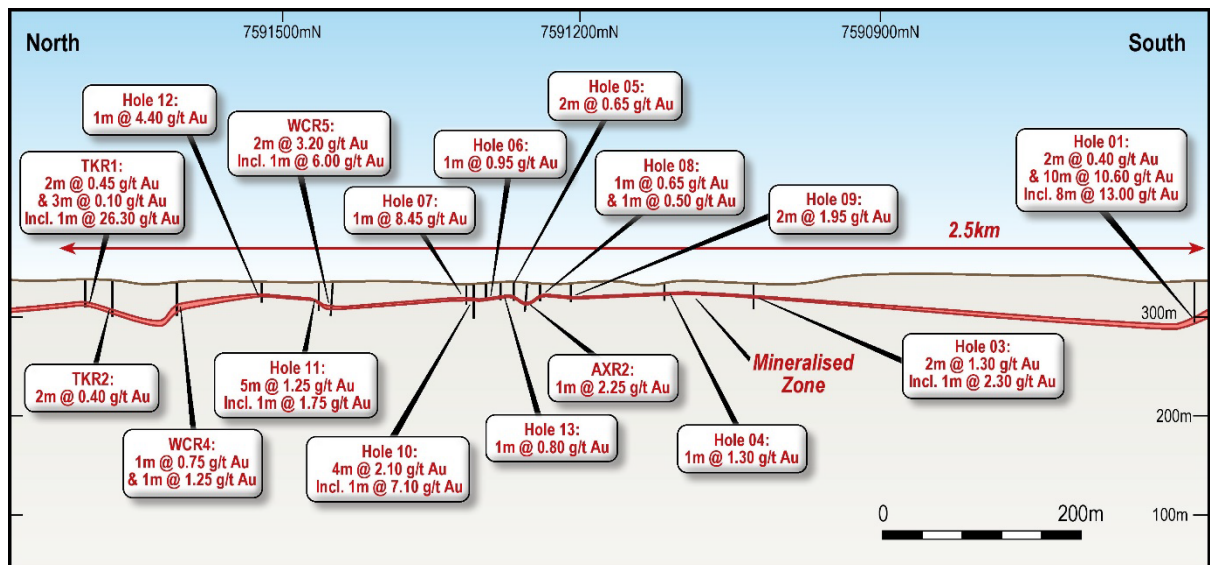 7591500mN
7591200mN
7590900mN
North
South
Hole 12:
1m @ 4.40 g/t Au
WCR5:
2m @ 3.20 g/t Au
Incl. 1m @ 6.00 g/t Au
Hole 05:
2m @ 0.65 g/t Au
Hole 06:
1m @ 0.95 g/t Au
TKR1:
2m @ 0.45 g/t Au
& 3m @ 0.10 g/t Au
Incl. 1m @ 26.30 g/t Au
Hole 07:
1m @ 8.45 g/t Au
Hole 08:
1m @ 0.65 g/t Au
& 1m @ 0.50 g/t Au
Hole 09:
2m @ 1.95 g/t Au
Hole 01:
2m @ 0.40 g/t Au
& 10m @ 10.60 g/t Au
Incl. 8m @ 13.00 g/t Au
2.5km
300m
TKR2:
2m @ 0.40 g/t Au
Hole 11:
5m @ 1.25 g/t Au
Incl. 1m @ 1.75 g/t Au
AXR2:
1m @ 2.25 g/t Au
Mineralised
Zone
Hole 03:
2m @ 1.30 g/t Au
Incl. 1m @ 2.30 g/t Au
200m
WCR4:
1m @ 0.75 g/t Au
& 1m @ 1.25 g/t Au
Hole 10:
4m @ 2.10 g/t Au
Incl. 1m @ 7.10 g/t Au
Hole 13:
1m @ 0.80 g/t Au
Hole 04:
1m @ 1.30 g/t Au
0
200m
100m